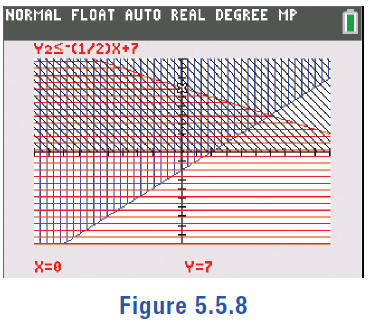 NORMAL FLOAT AUTO REAL DEGREE MP
Y2≤-(1/2)X+7
X=0 Y=7
Figure 5.5.8